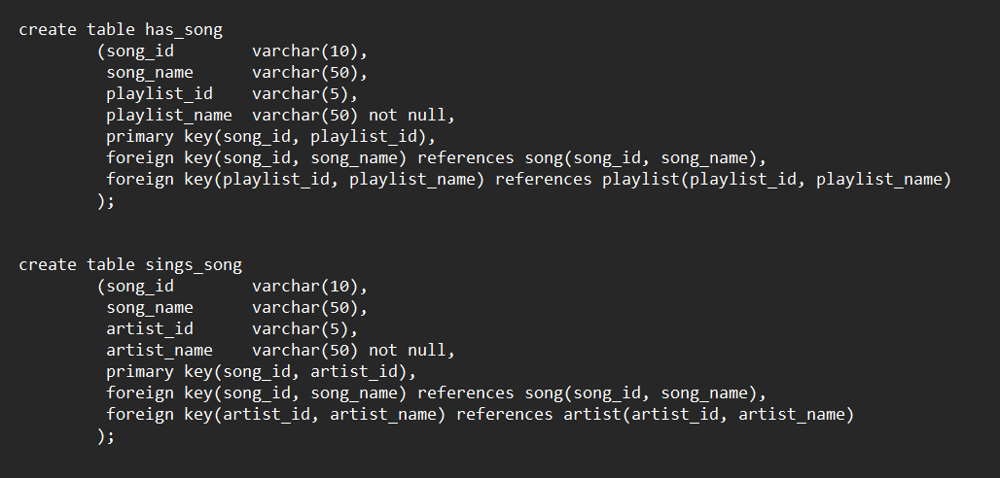 create table has_song
(song_id varchar(10),
song_name varchar(50),
playlist_id varchar(5),
playlist_name varchar(50) not null,
primary key(song_id, playlist_id),
foreign key(song_id, song_name) references song(song_id, song_name),
foreign key(playlist_id, playlist_name) references playlist(playlist_id, playlist_name)
);
create table sings_song
(song_id varchar(10),
song_name varchar(50),
artist_id varchar(5),
artist_name varchar(50) not null,
primary key(song_id, artist_id),
foreign key(song_id, song_name) references song(song_id, song_name),
foreign key(artist_id, artist_name) references artist(artist_id, artist_name)
);